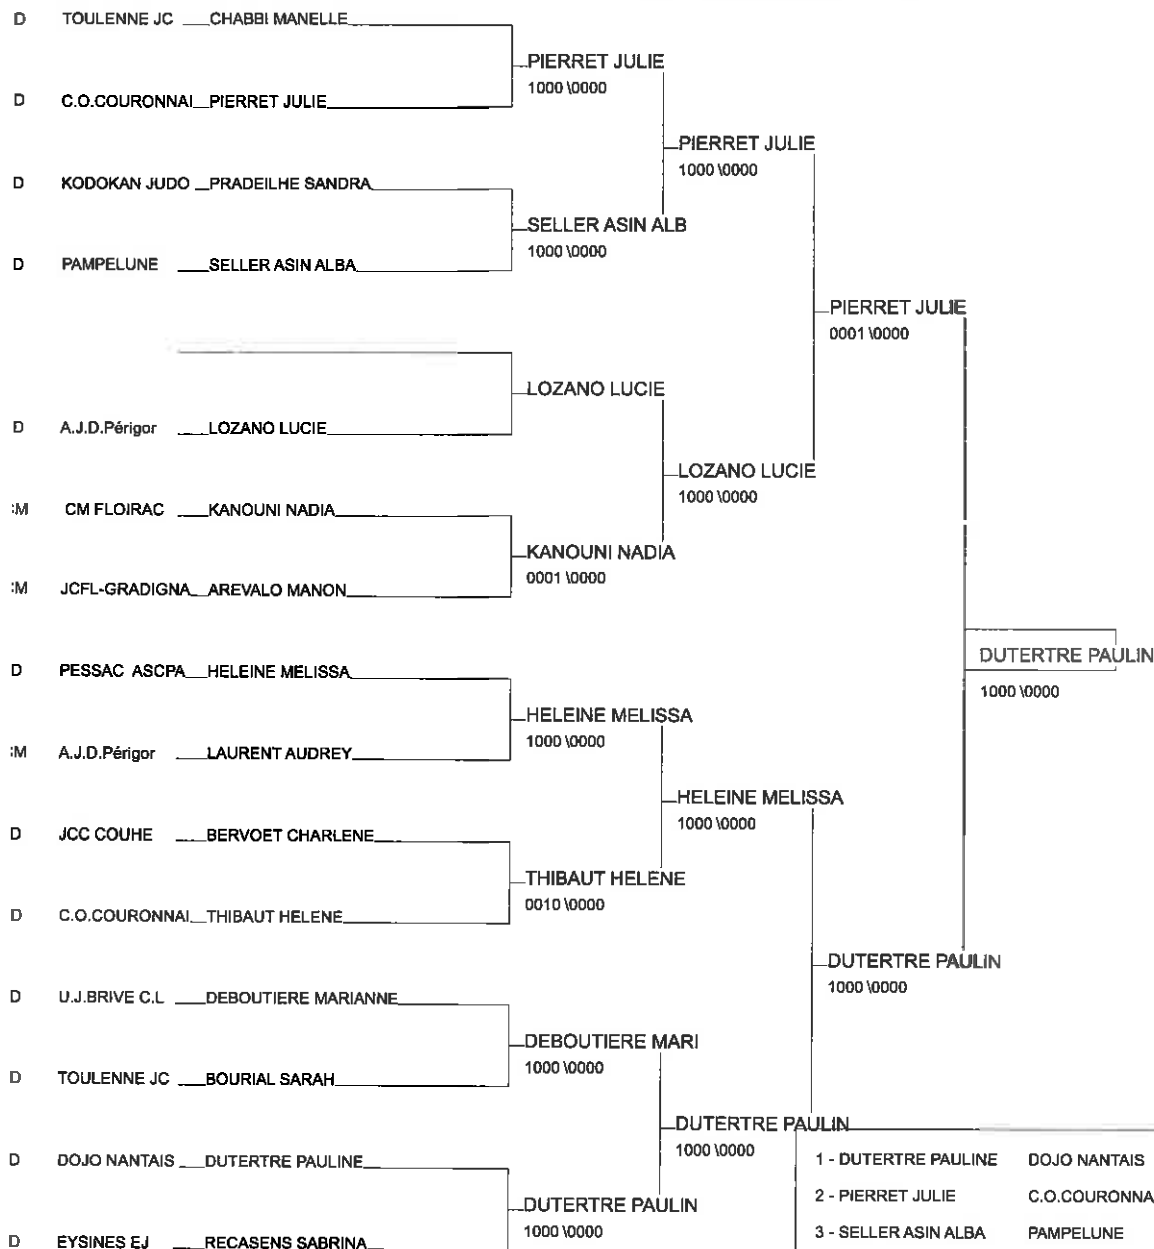 D TOULENNE JC CHABBI MANELLE
PIERRET JULIE
1000 \0000
D C.O.COURONNAI PIERRET JULIE
PIERRET JULIE
1000 \0000
D KODOKAN JUDO PRADEILHE SANDRA
SELLER ASIN ALB
1000 \0000
D PAMPELUNE SELLER ASIN ALBA
PIERRET JULIE
0001 \0000
LOZANO LUCIE
D A.J.D.Périgor LOZANO LUCIE
LOZANO LUCIE
1000 \0000
:M CM FLOIRAC KANOUNI NADIA
KANOUNI NADIA
0001 \0000
:M JCFL-GRADIGNA AREVALO MANON
DUTERTRE PAULIN
1000 \0000
D PESSAC ASCPA HELEINE MELISSA
HELEINE MELISSA
1000 \0000
:M A.J.D.Périgor LAURENT AUDREY
HELEINE MELISSA
1000 \0000
D JCC COUHE BERVOET CHARLENE
THIBAUT HELENE
0010 \0000
D C.O.COURONNAI THIBAUT HELENE
DUTERTRE PAULIN
1000 \0000
D U.J.BRIVE C.L DEBOUTIERE MARIANNE
DEBOUTIERE MARI
1000 \0000
D TOULENNE JC BOURIAL SARAH
DUTERTRE PAULIN
1000 \0000
D DOJO NANTAIS DUTERTRE PAULINE
DUTERTRE PAULIN
1000 \0000
D EYSINES EJ RECASENS SABRINA
1 - DUTERTRE PAULINE DOJO NANTAIS
2 - PIERRET JULIE C.O.COURONNA
3 - SELLER ASIN ALBA PAMPELUNE